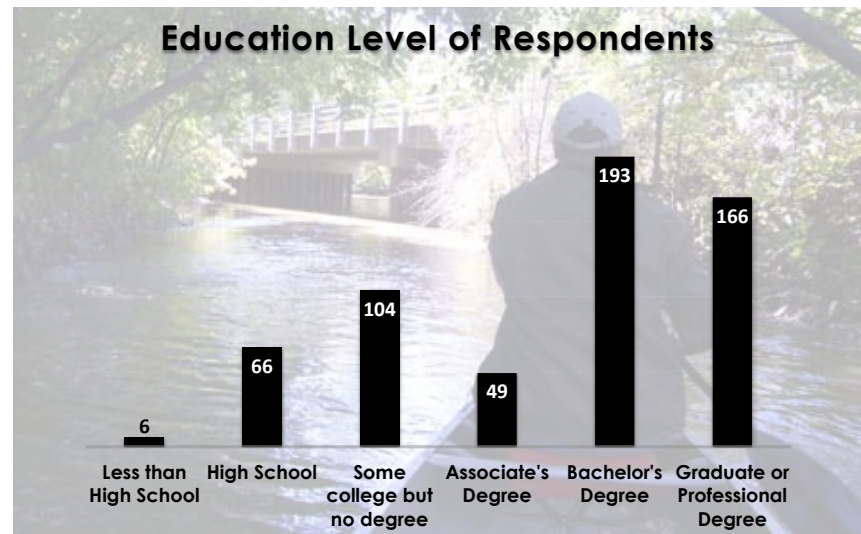 Education Level of Respondents
193
166
104
66
49
6
Less than
High School
High School
Some
college but
no degree
Associate's
Degree
Bachelor's
Degree
Graduate or
Professional
Degree